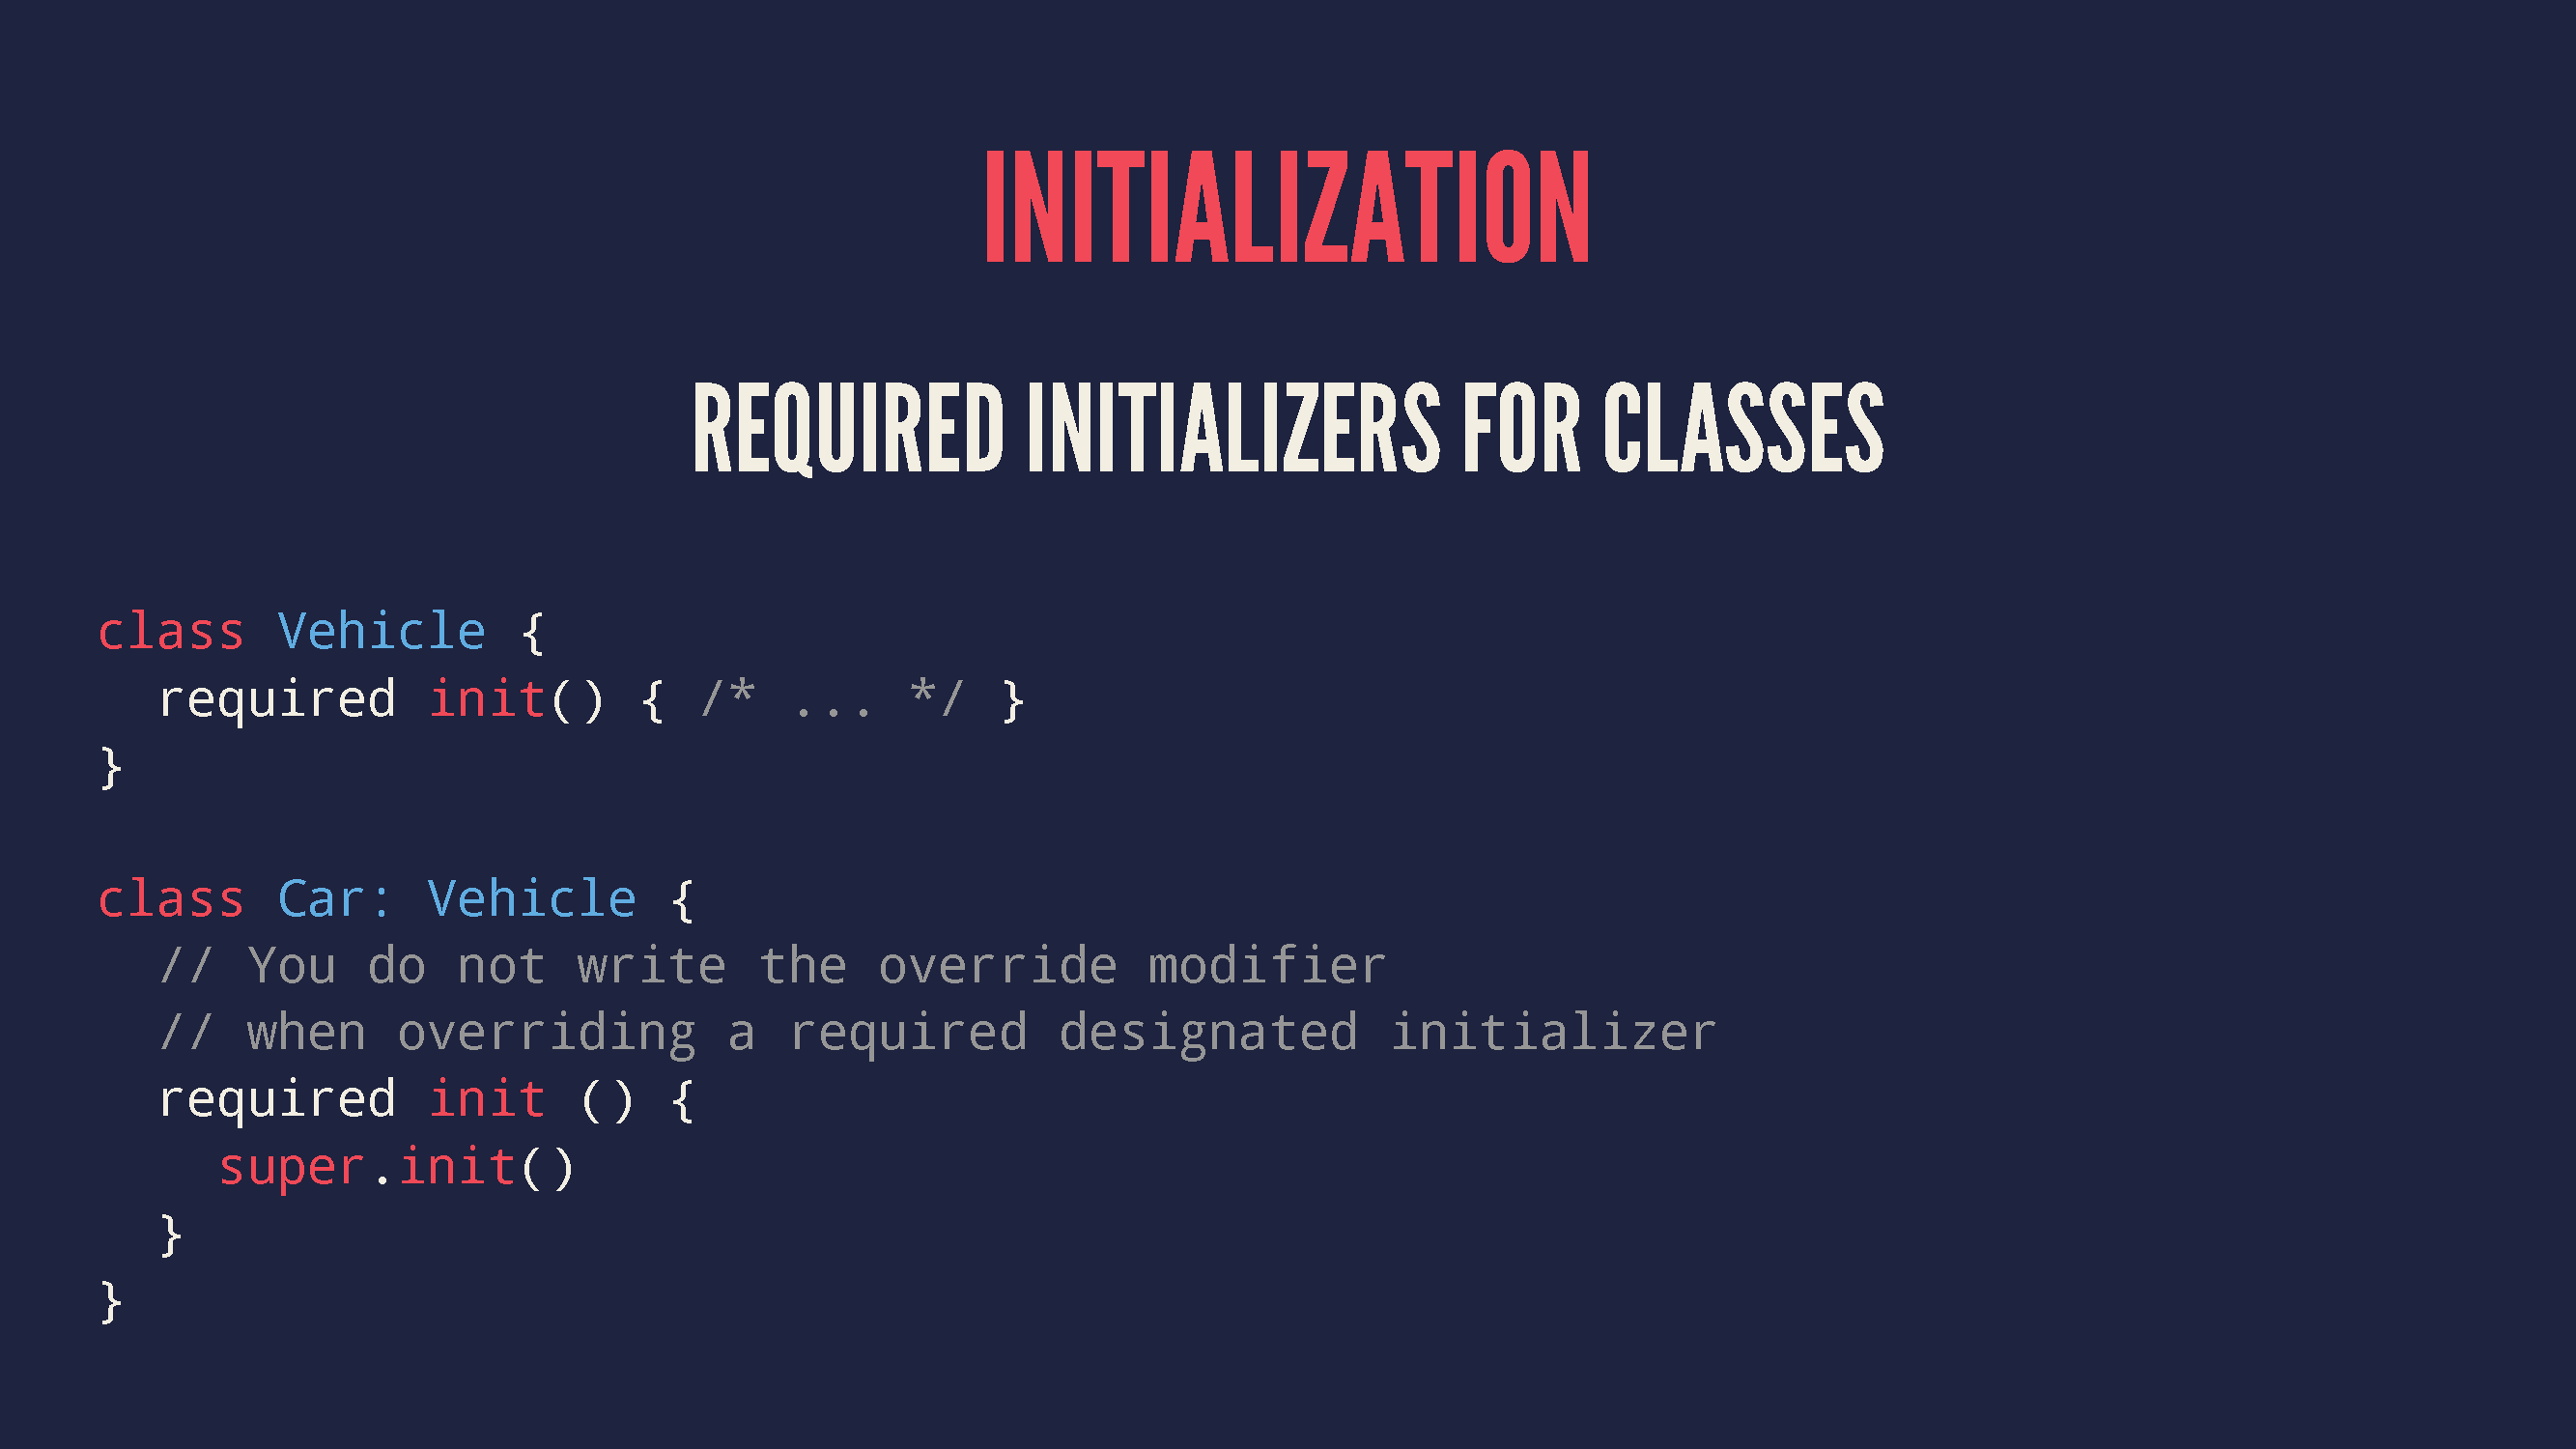 INITIALIZATION
REQUIRED INITIALIZERS FOR CLASSES
class Vehicle {
  required init() { /* ... */ }
}
class Car: Vehicle {
  // You do not write the override modifier
  // when overriding a required designated initializer
  required init () {
    super.init()
  }
}